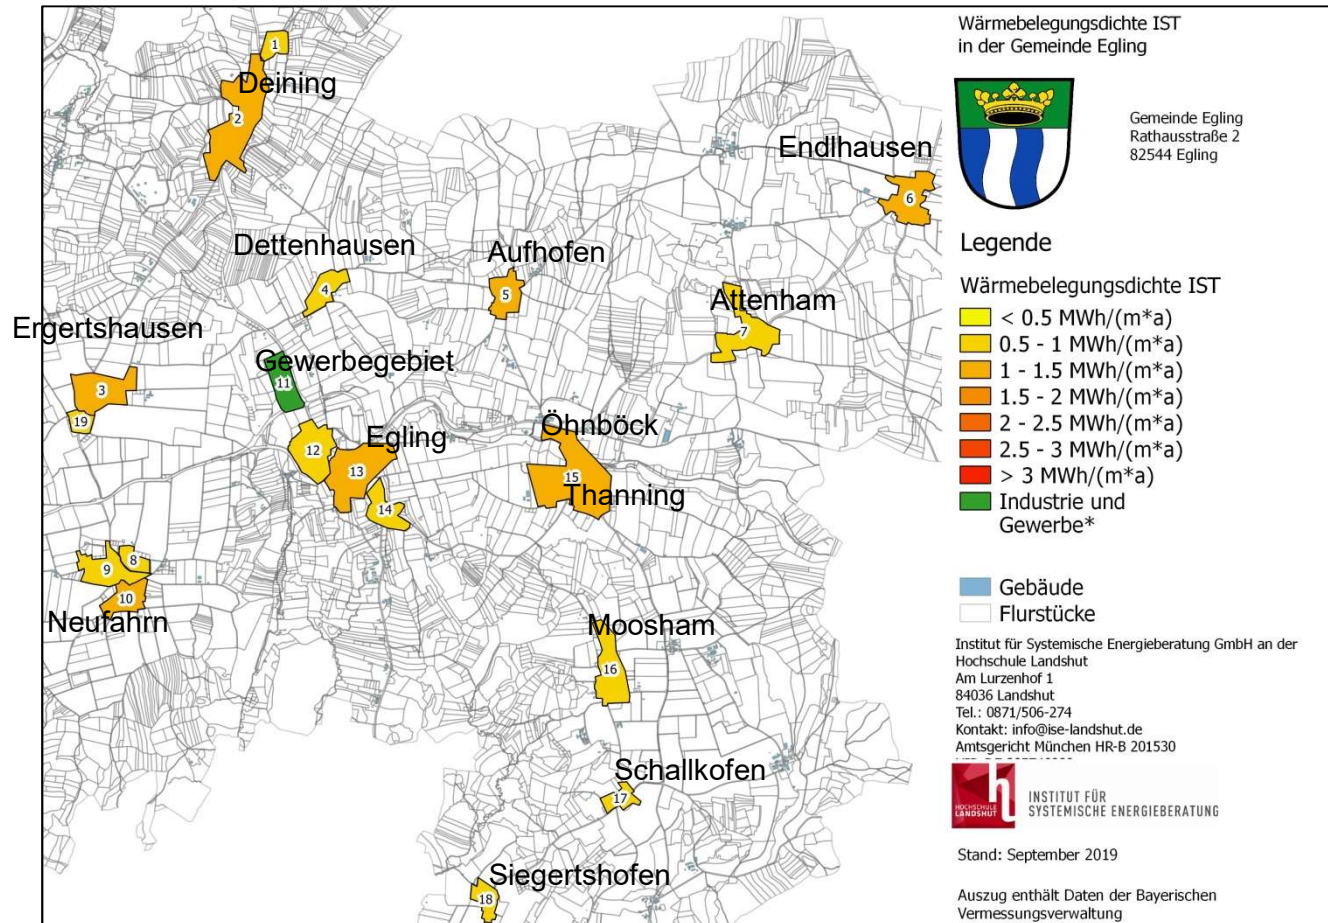 Wärmebelegungsdichte IST
in der Gemeinde Egling
Gemeinde Egling
Rathausstraße 2
82544 Egling
Legende
Wärmebelegungsdichte IST
< 0.5 MWh/(m*a)
0.5 - 1 MWh/(m*a)
1 - 1.5 MWh/(m*a)
1.5 - 2 MWh/(m*a)
2 - 2.5 MWh/(m*a)
2.5 - 3 MWh/(m*a)
> 3 MWh/(m*a)
Industrie und
Gewerbe*
Gebäude
Flurstücke
Institut für Systemische Energieberatung GmbH an der
Hochschule Landshut
Am Lurzenhof 1
84036 Landshut
Tel.: 0871/506-274
Kontakt: info@ise-landshut.de
Amtsgericht München HR-B 201530
HOCHSCHULE
LANDSHUT
h
INSTITUT FÜR
SYSTEMISCHE ENERGIEBERATUNG
Stand: September 2019
Auszug enthält Daten der Bayerischen
Vermessungsverwaltung
1
Deining
2
Endlhausen
6
Dettenhausen
4
Aufhofen
5
Attenham
7
Ergertshausen
3
19
Gewerbegebiet
11
12
Egling
13
14
Öhnböck
15
Thanning
8
9
10
Neufahrn
Moosham
16
Schallkofen
17
Siegertshofen
18